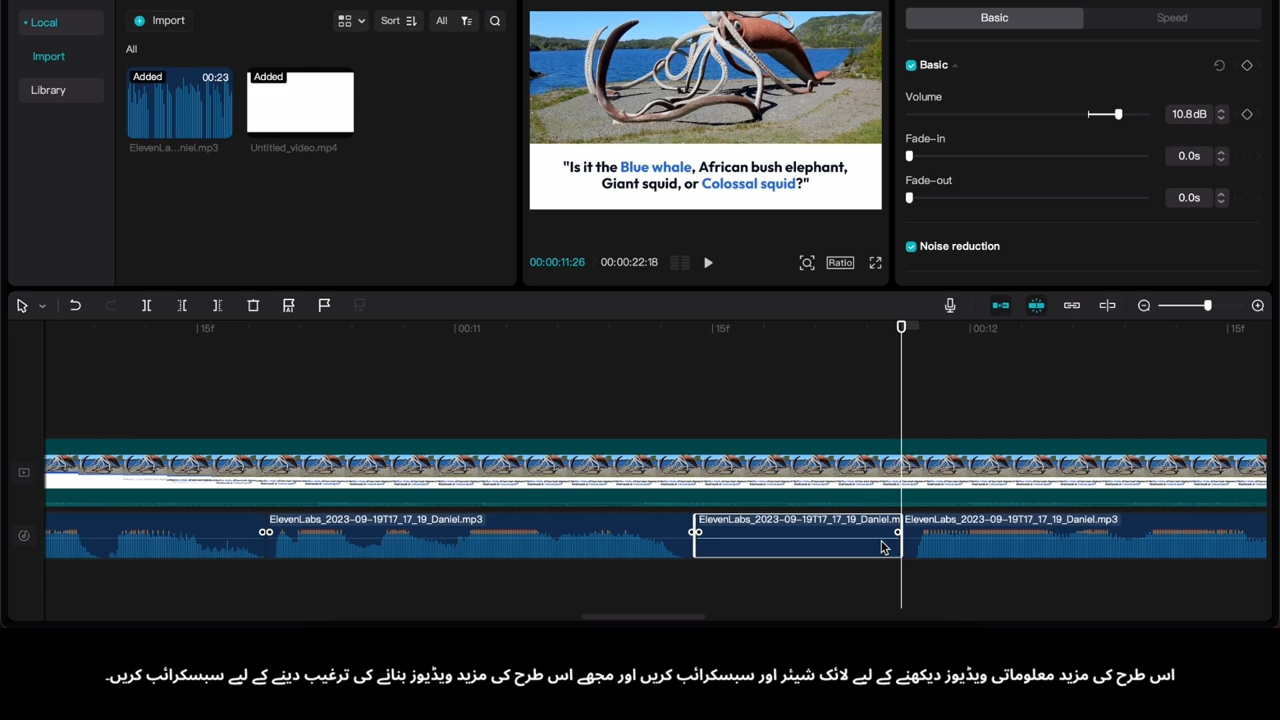 Local
Import
Library
Import
Sort
All
All
Added
00:23
Added
ElevenLa...niel.mp3
Untitled_video.mp4
"Is it the Blue whale, African bush elephant,
Giant squid, or Colossal squid?"
00:00:11:26 / 00:00:22:18
Ratio
Basic
Speed
Basic
Volume
10.8dB
Fade-in
0.0s
Fade-out
0.0s
Noise reduction
15f
00:11
15f
00:12
15f
ElevenLabs_2023-09-19T17_17_19_Daniel.mp3
ElevenLabs_2023-09-19T17_17_19_Daniel.m
ElevenLabs_2023-09-19T17_17_19_Daniel.mp3
اس طرح کی مزید معلوماتی ویڈیوز دیکھنے کے لیے لائک شیئر اور سبسکرائب کریں اور مجھے اس طرح کی مزید ویڈیوز بنانے کی ترغیب دینے کے لیے سبسکرائب کریں۔